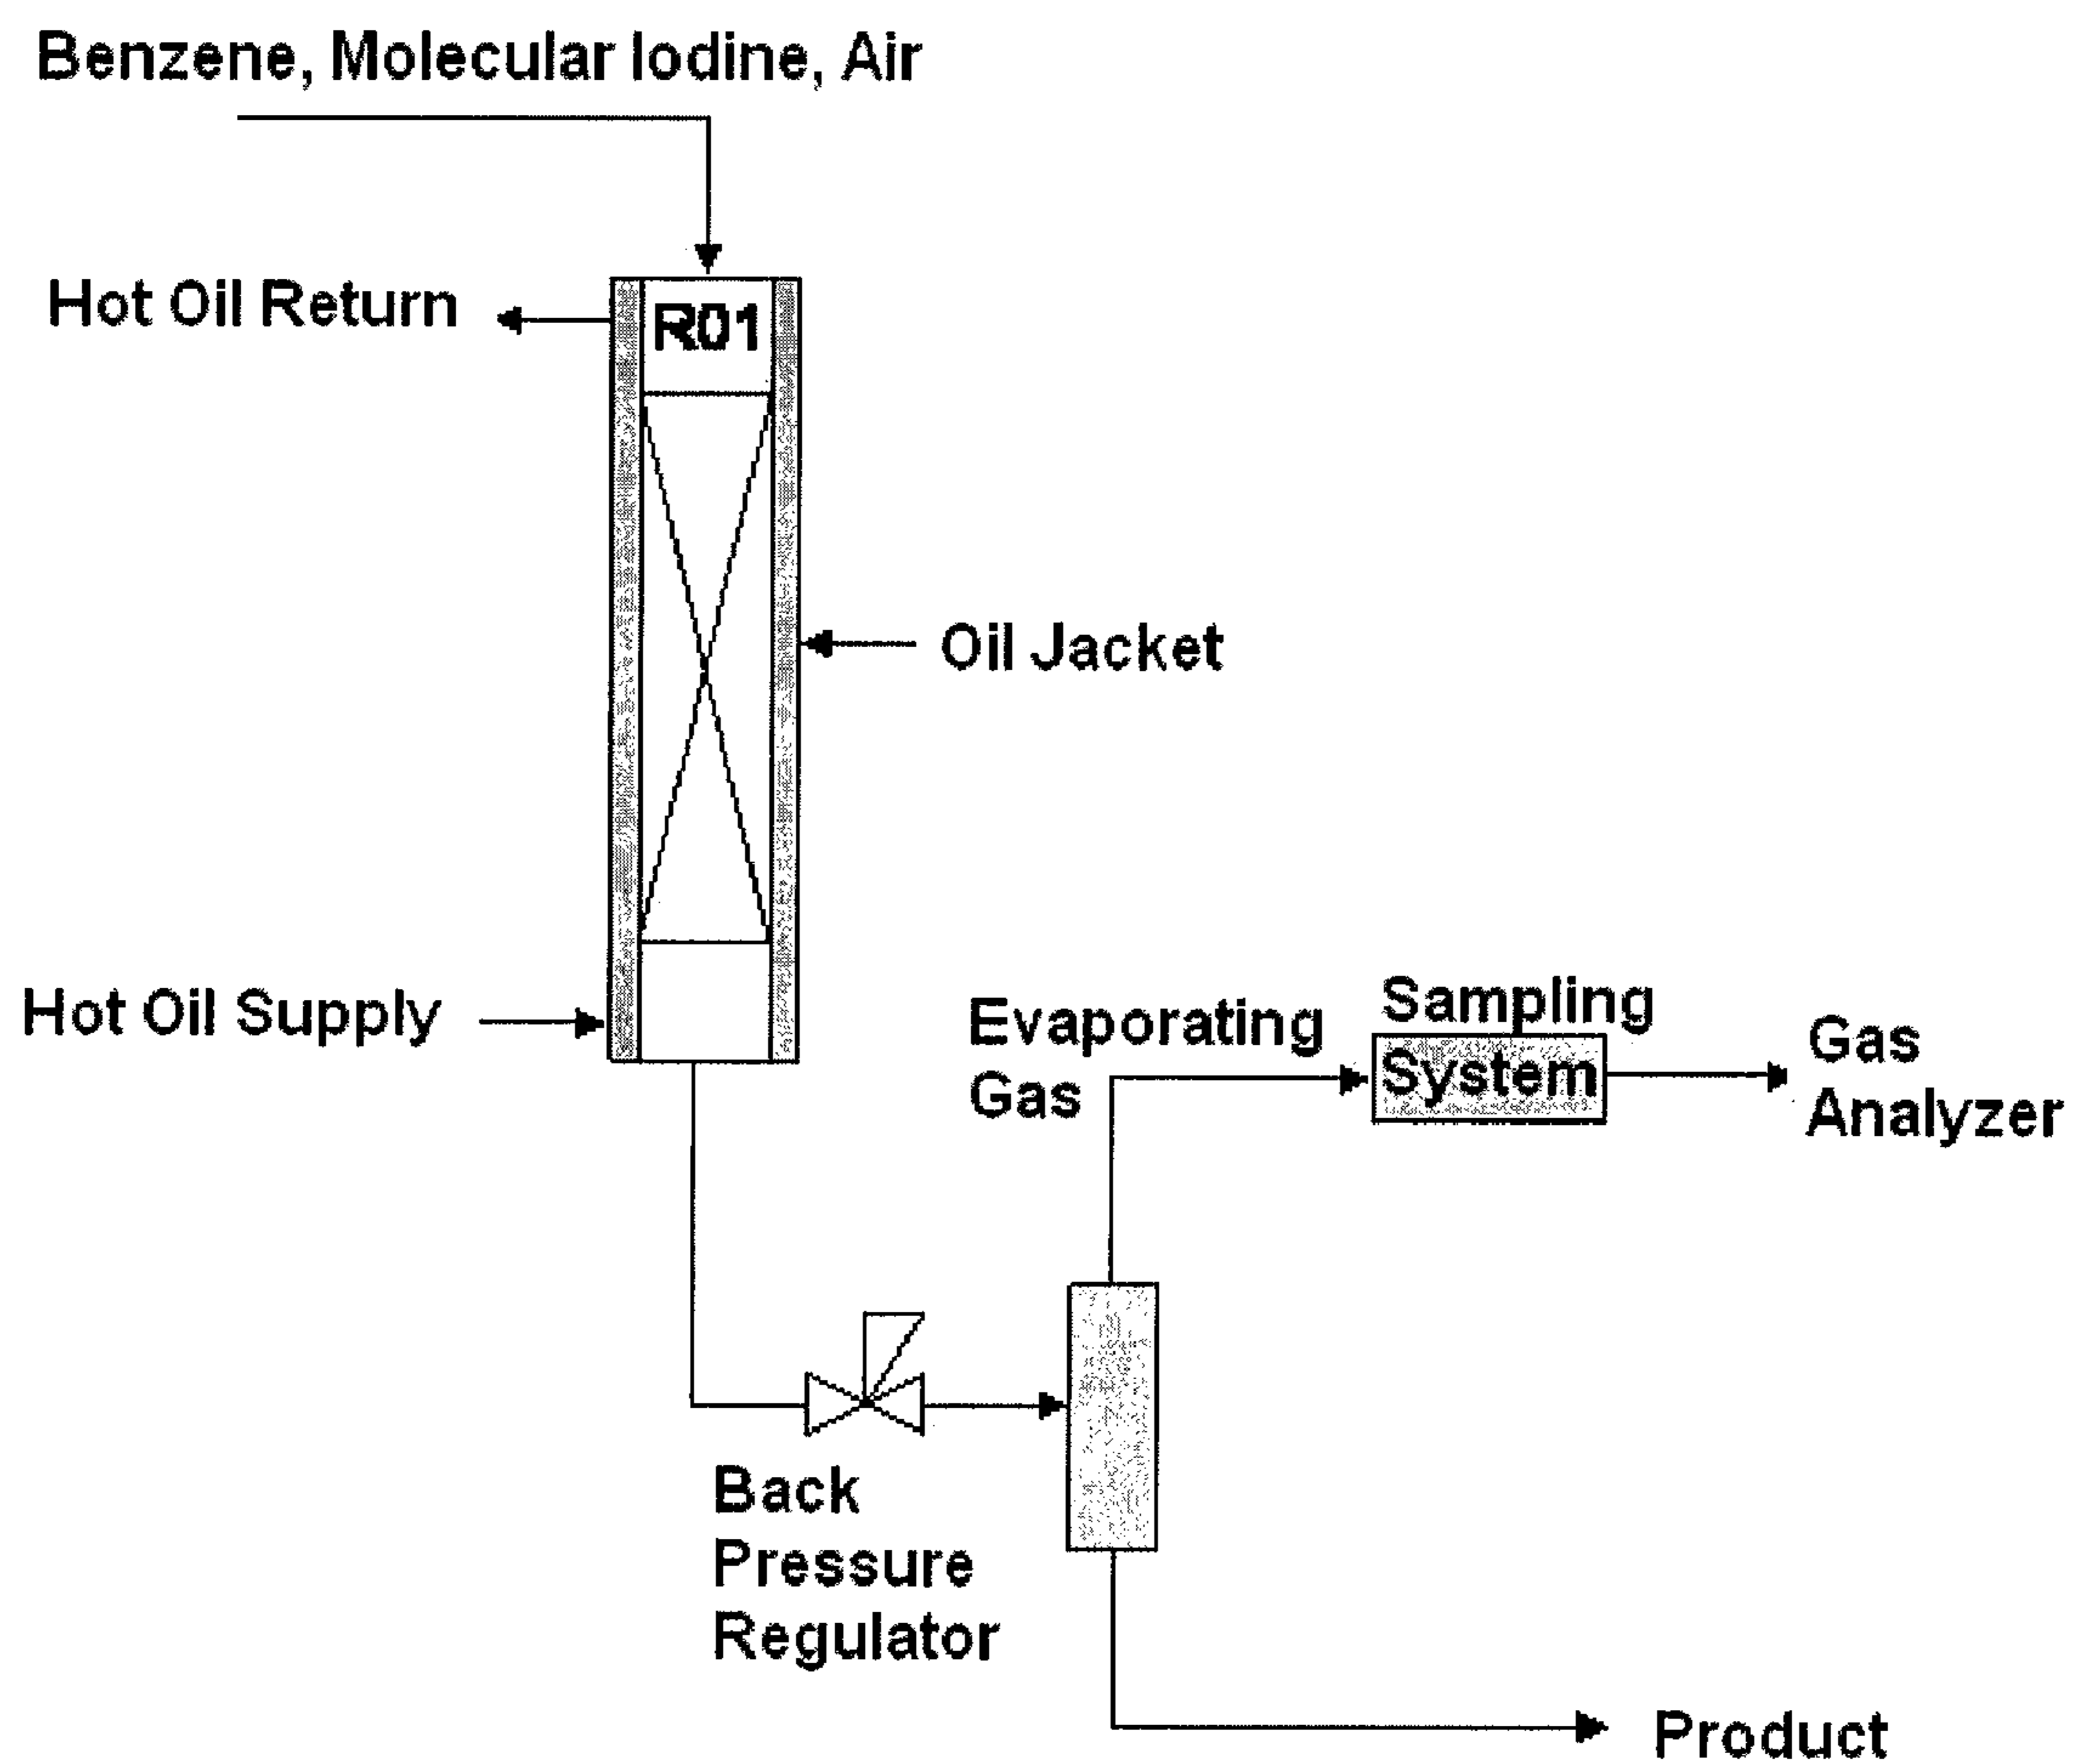 Benzene, Molecular Iodine, Air
Hot Oil Return
R01
Oil Jacket
Hot Oil Supply
Evaporating
Gas
Sampling
System
Gas
Analyzer
Back
Pressure
Regulator
Product